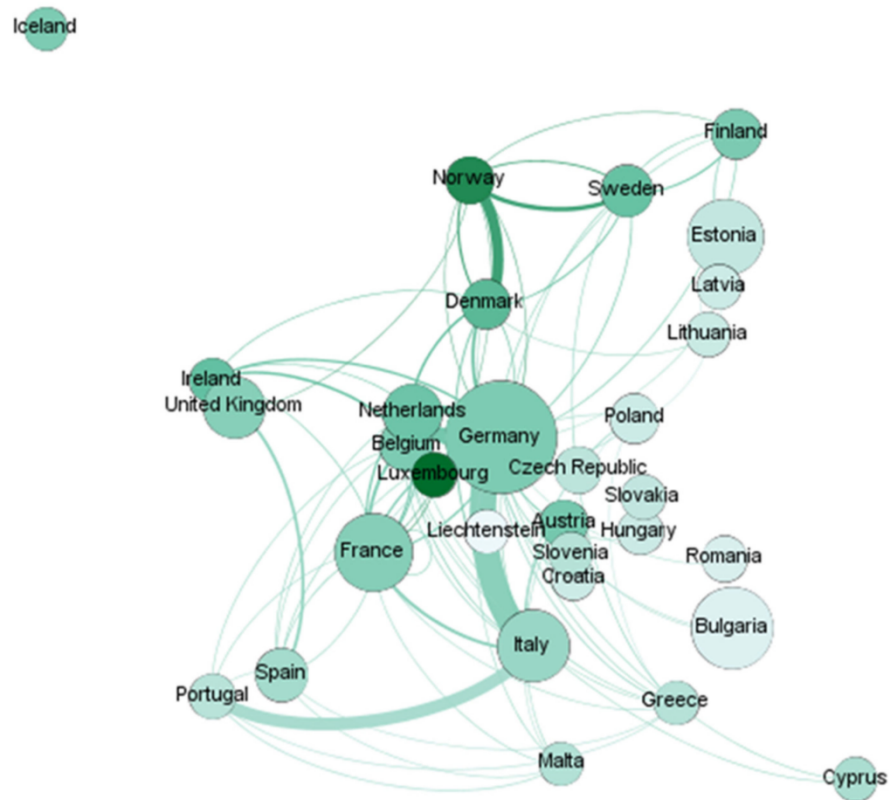 Iceland
Finland
Norway
Sweden
Estonia
Latvia
Denmark
Lithuania
Ireland
United Kingdom
Netherlands
Poland
Germany
Belgium
Czech Republic
Luxembourg
Slovakia
Austria
Liechtenstein
Hungary
France
Slovenia
Romania
Croatia
Bulgaria
Italy
Spain
Portugal
Greece
Malta
Cyprus